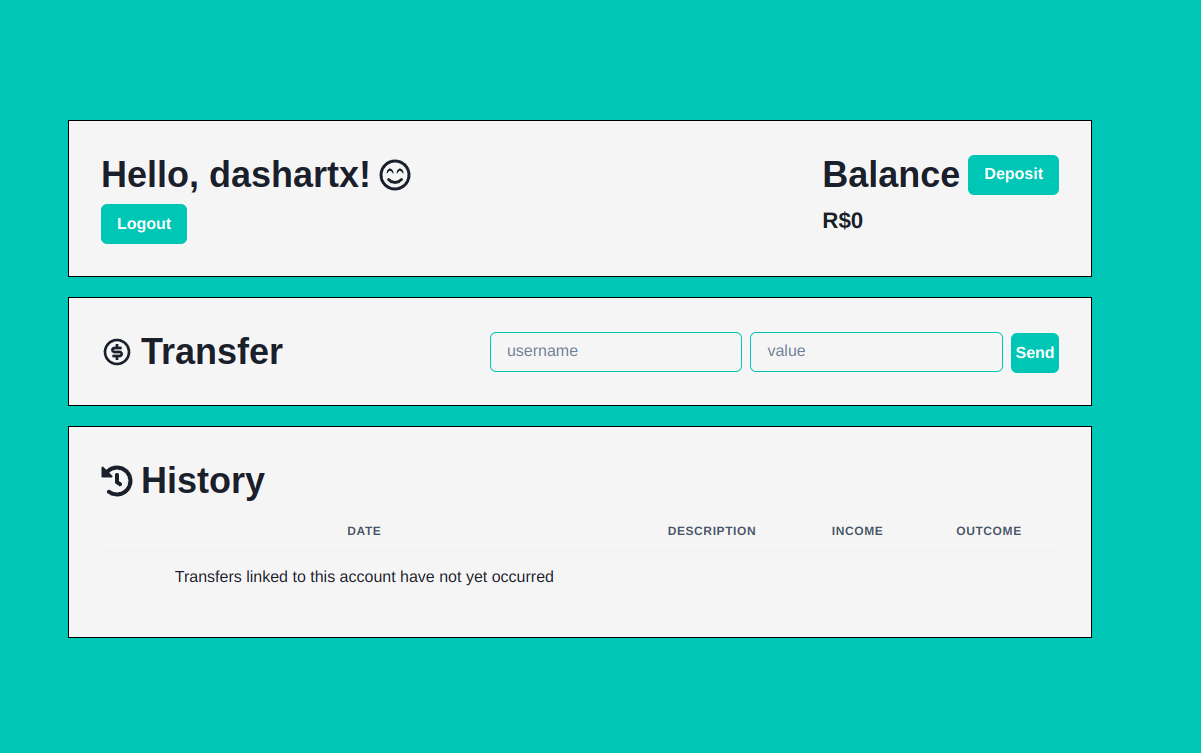 Hello, dashartx!
Logout
Balance Deposit
R$0
Transfer username value Send
History
DATE DESCRIPTION INCOME OUTCOME
Transfers linked to this account have not yet occurred